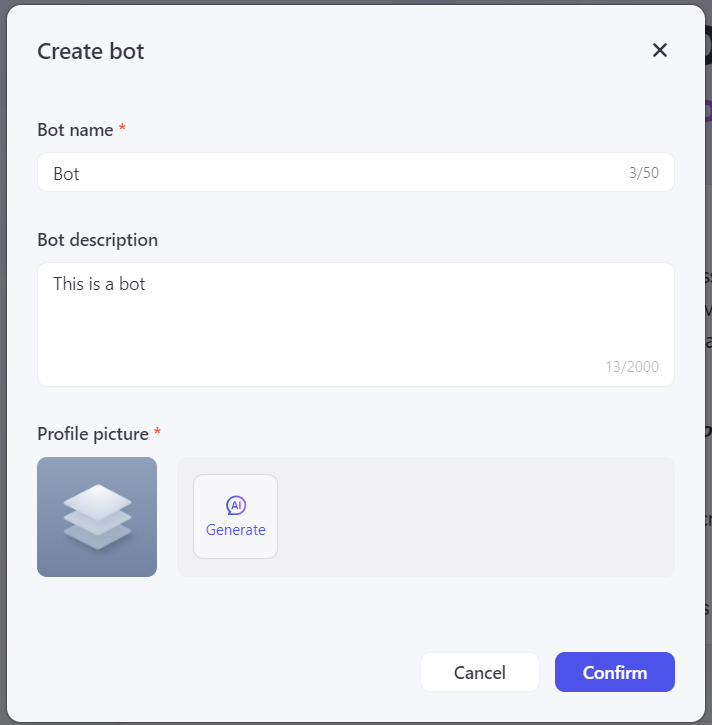 Create bot
Bot name *
Bot 3/50
Bot description
This is a bot
13/2000
Profile picture *
AI
Generate
Cancel Confirm